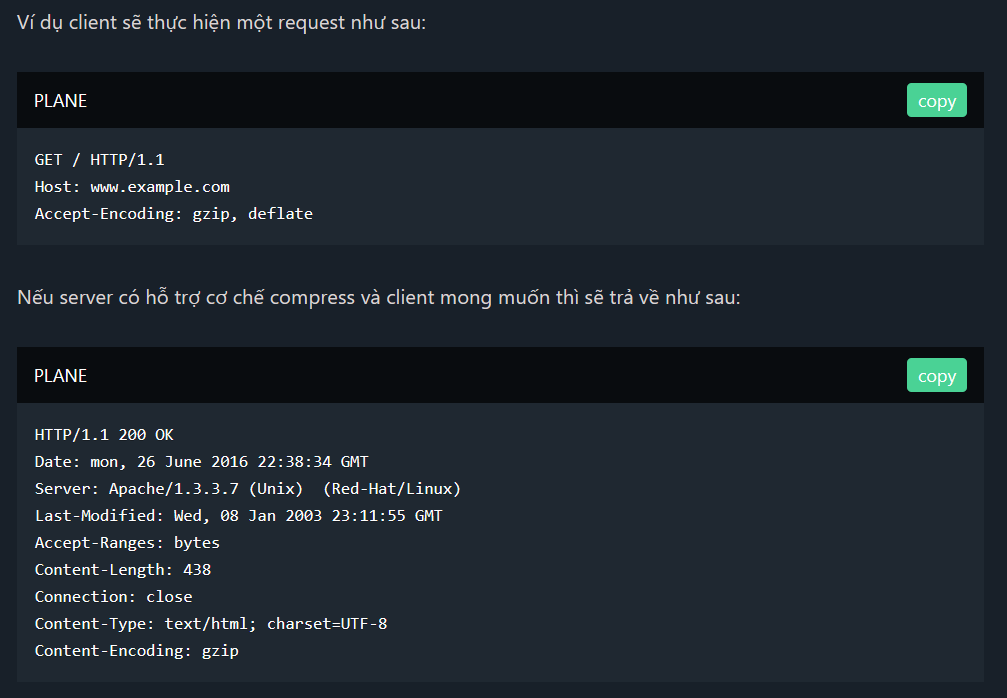 Ví dụ client sẽ thực hiện một request như sau:
PLANE
copy
GET / HTTP/1.1
Host: www.example.com
Accept-Encoding: gzip, deflate
Nếu server có hỗ trợ cơ chế compress và client mong muốn thì sẽ trả về như sau:
PLANE
copy
HTTP/1.1 200 OK
Date: mon, 26 June 2016 22:38:34 GMT
Server: Apache/1.3.3.7 (Unix)  (Red-Hat/Linux)
Last-Modified: Wed, 08 Jan 2003 23:11:55 GMT
Accept-Ranges: bytes
Content-Length: 438
Connection: close
Content-Type: text/html; charset=UTF-8
Content-Encoding: gzip